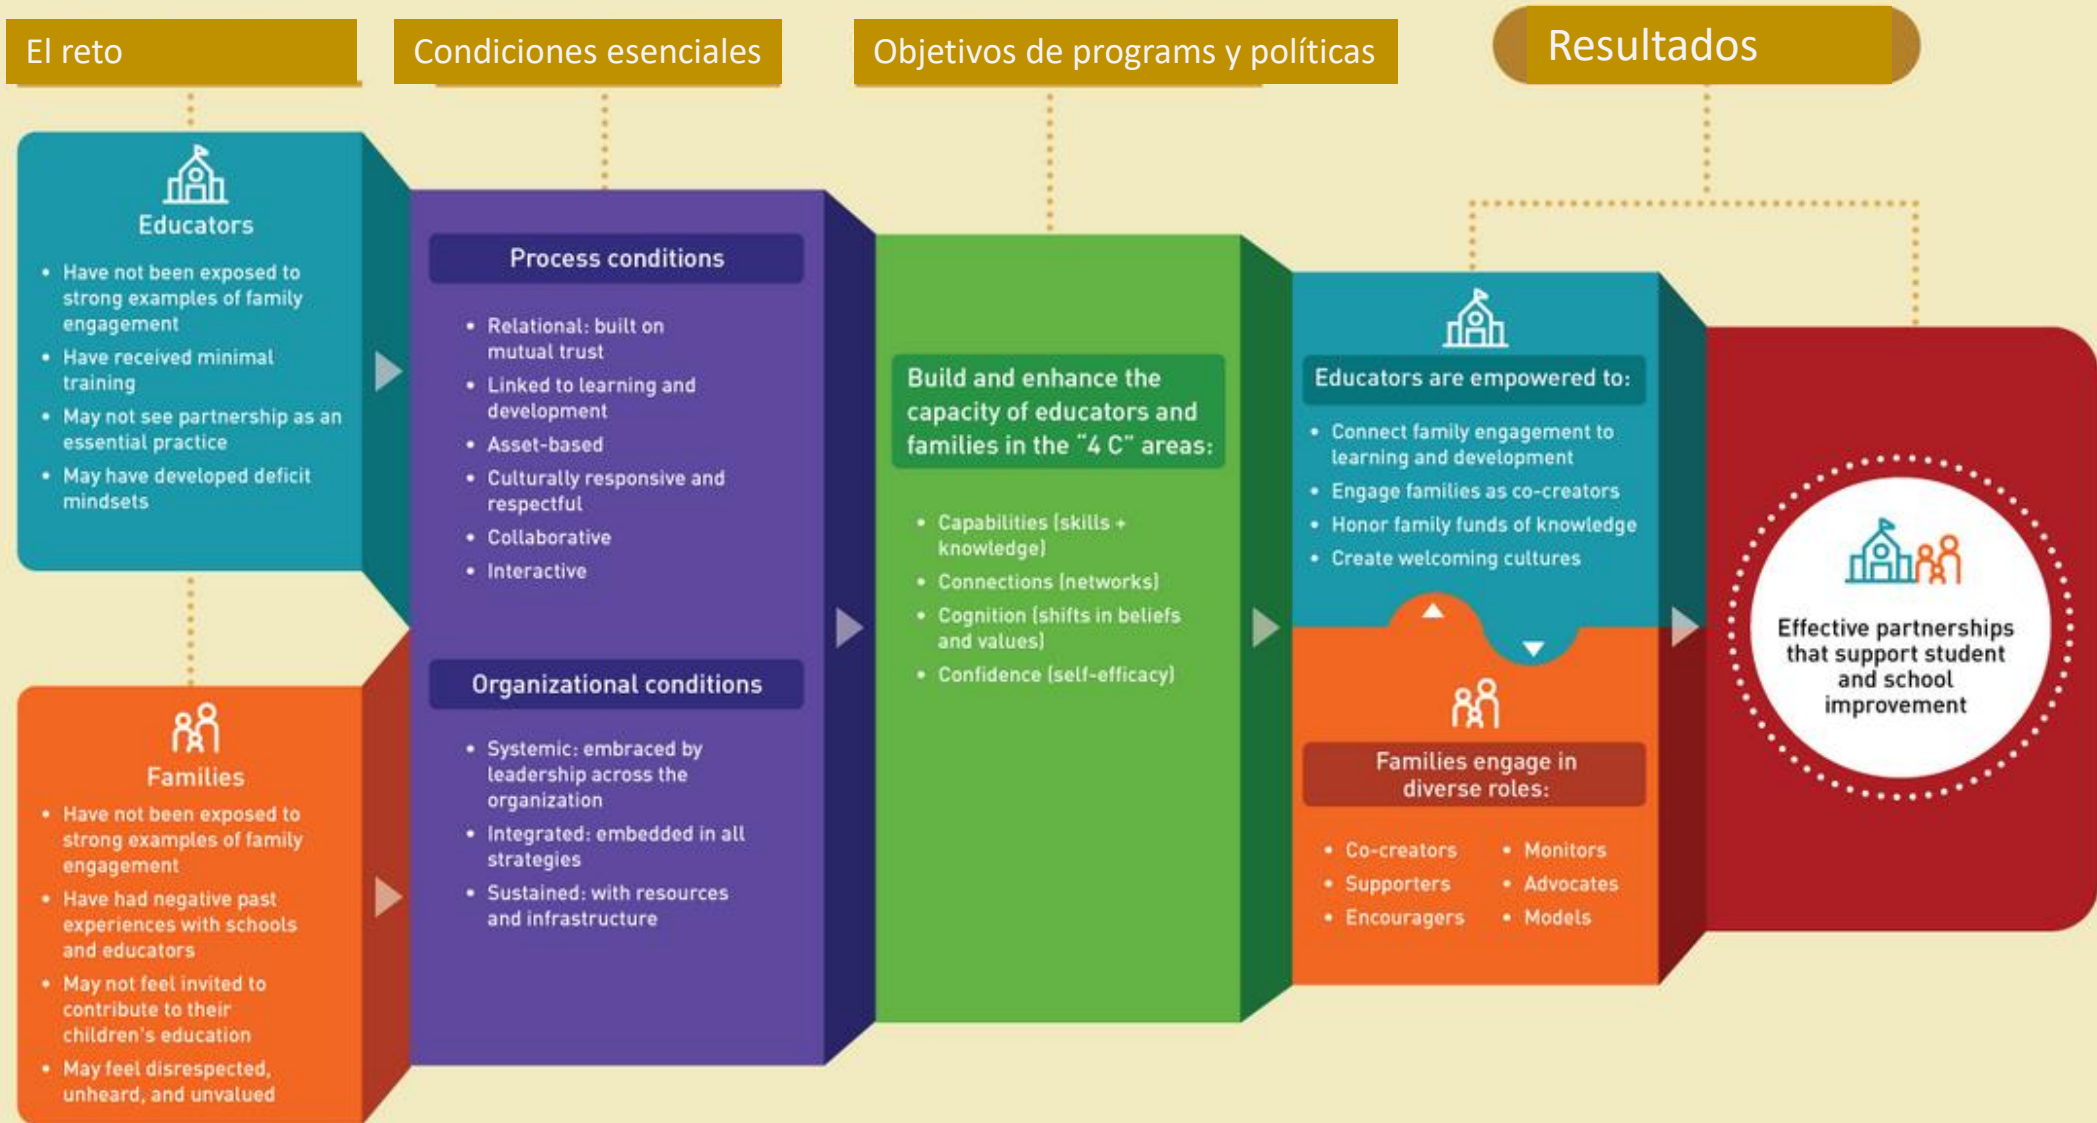 El reto
Condiciones esenciales
Objetivos de programs y políticas
Resultados
Educators
• Have not been exposed to
strong examples of family
engagement
• Have received minimal
training
• May not see partnership as an
essential practice
• May have developed deficit
mindsets
Families
• Have not been exposed to
strong examples of family
engagement
• Have had negative past
experiences with schools
and educators
• May not feel invited to
contribute to their
children's education
• May feel disrespected,
unheard, and unvalued
Process conditions
• Relational: built on
mutual trust
• Linked to learning and
development
• Asset-based
• Culturally responsive and
respectful
• Collaborative
• Interactive
Organizational conditions
• Systemic: embraced by
leadership across the
organization
• Integrated: embedded in all
strategies
• Sustained: with resources
and infrastructure
Build and enhance the
capacity of educators and
families in the "4 C" areas:
• Capabilities (skills +
knowledge)
• Connections (networks)
• Cognition (shifts in beliefs
and values)
• Confidence (self-efficacy)
Educators are empowered to:
• Connect family engagement to
learning and development
• Engage families as co-creators
• Honor family funds of knowledge
• Create welcoming cultures
Families engage in
diverse roles:
• Co-creators
• Supporters
• Encouragers
• Monitors
• Advocates
• Models
Effective partnerships
that support student
and school
improvement